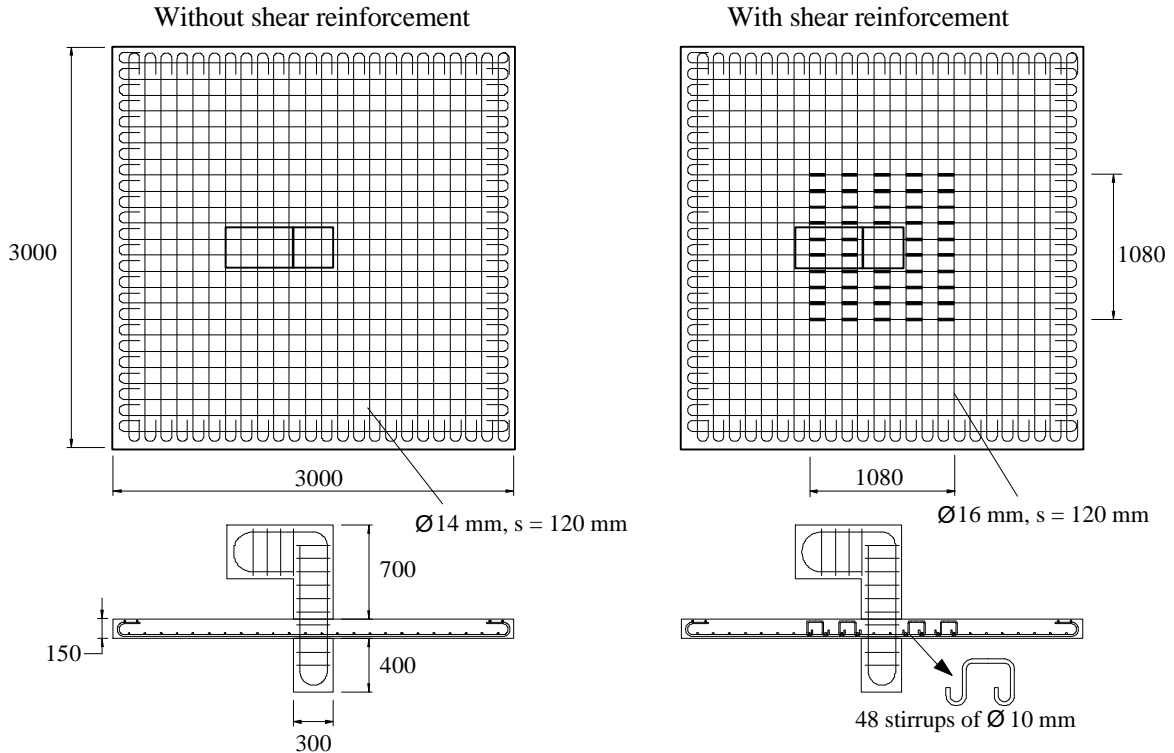 Without shear reinforcement
With shear reinforcement
3000
1080
3000
1080
Ø14 mm, s = 120 mm
Ø16 mm, s = 120 mm
700
150
400
48 stirrups of Ø 10 mm
300